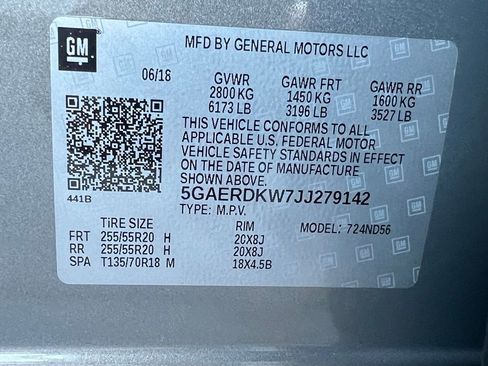 GM
MFD BY GENERAL MOTORS LLC
06/18 GVWR GAWR FRT GAWR RR
2800 KG 1450 KG 1600 KG
6173 LB 3196 LB 3527 LB
THIS VEHICLE CONFORMS TO ALL
APPLICABLE U.S. FEDERAL MOTOR
VEHICLE SAFETY STANDARDS IN EFFECT
ON THE DATE OF MANUFACTURE
SHOWN ABOVE.
441B 5GAERDKW7JJ279142
TYPE: M.P.V.
TiRE SIZE RIM MODEL: 724ND56
FRT 255/55R20 H 20X8J
RR 255/55R20 H 20X8J
SPA T135/70R18 M 18X4.5B